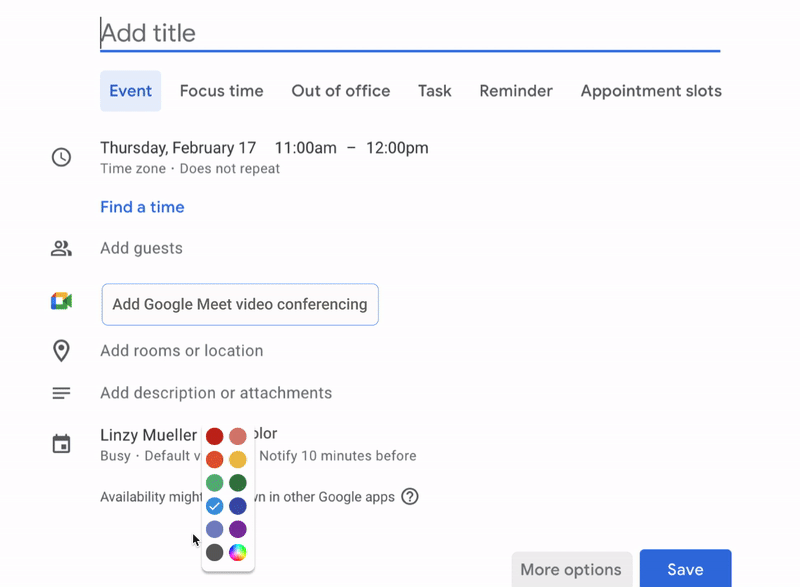 Add title
Event Focus time Out of office Task Reminder Appointment slots
Thursday, February 17 11:00am – 12:00pm
Time zone · Does not repeat
Find a time
Add guests
Add Google Meet video conferencing
Add rooms or location
Add description or attachments
Linzy Mueller olor
Busy · Default v Notify 10 minutes before
Availability might wn in other Google apps
More options Save